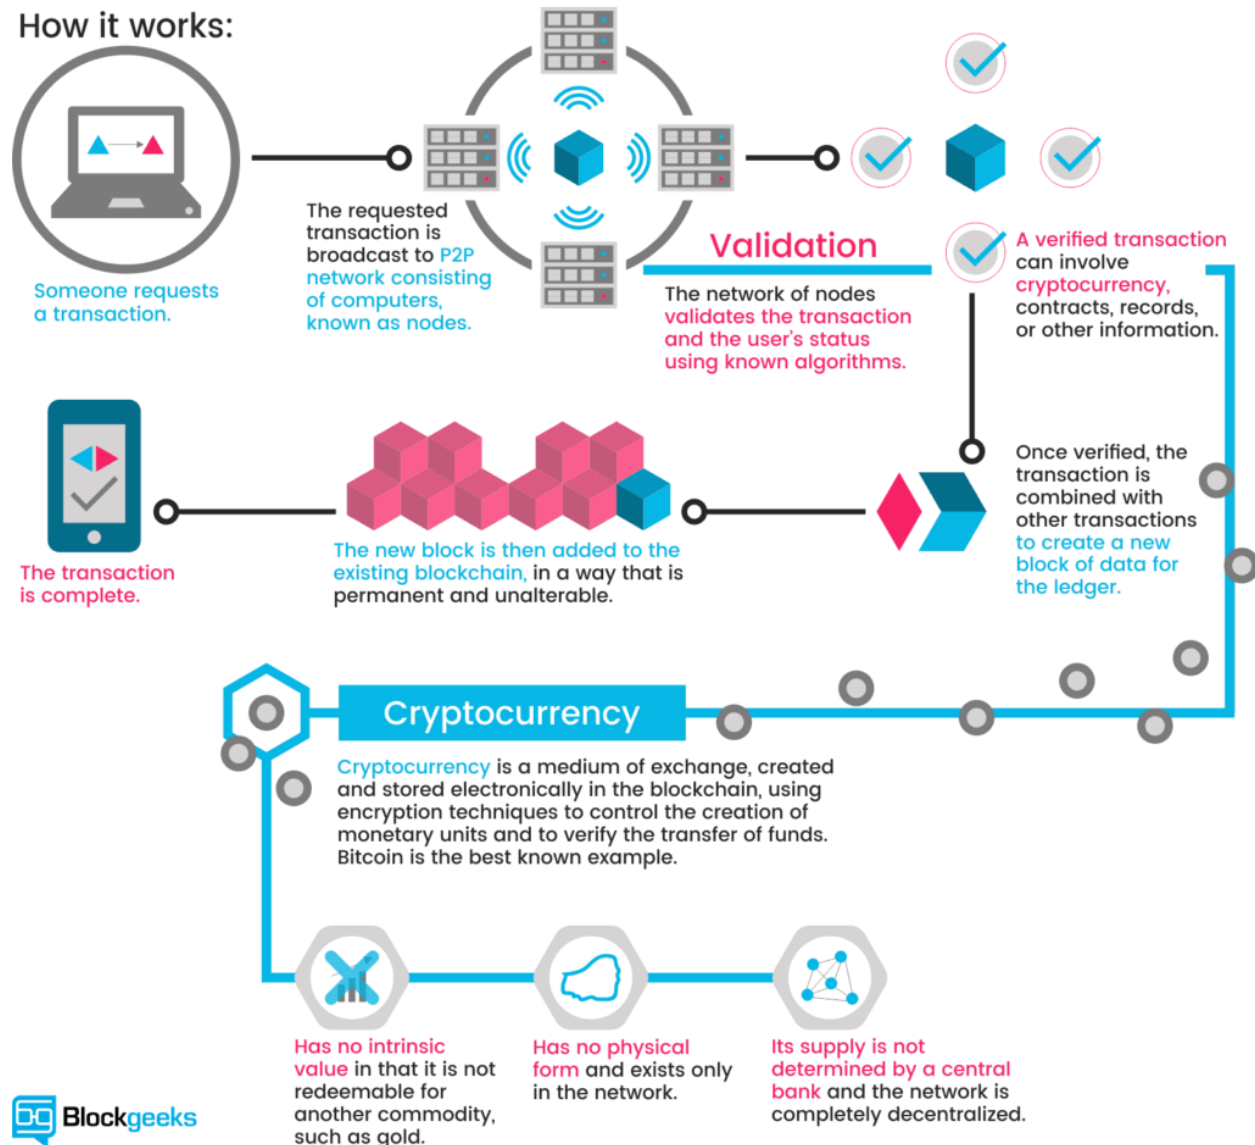 How it works:
Someone requests
a transaction.
The requested
transaction is
broadcast to P2P
network consisting
of computers,
known as nodes.
Validation
The network of nodes
validates the transaction
and the user's status
using known algorithms.
A verified transaction
can involve
cryptocurrency,
contracts, records,
or other information.
Once verified, the
transaction is
combined with
other transactions
to create a new
block of data for
the ledger.
The new block is then added to the
existing blockchain, in a way that is
permanent and unalterable.
The transaction
is complete.
Cryptocurrency
Cryptocurrency is a medium of exchange, created
and stored electronically in the blockchain, using
encryption techniques to control the creation of
monetary units and to verify the transfer of funds.
Bitcoin is the best known example.
Has no intrinsic
value in that it is not
redeemable for
another commodity,
such as gold.
Has no physical
form and exists only
in the network.
Its supply is not
determined by a central
bank and the network is
completely decentralized.
Blockgeeks